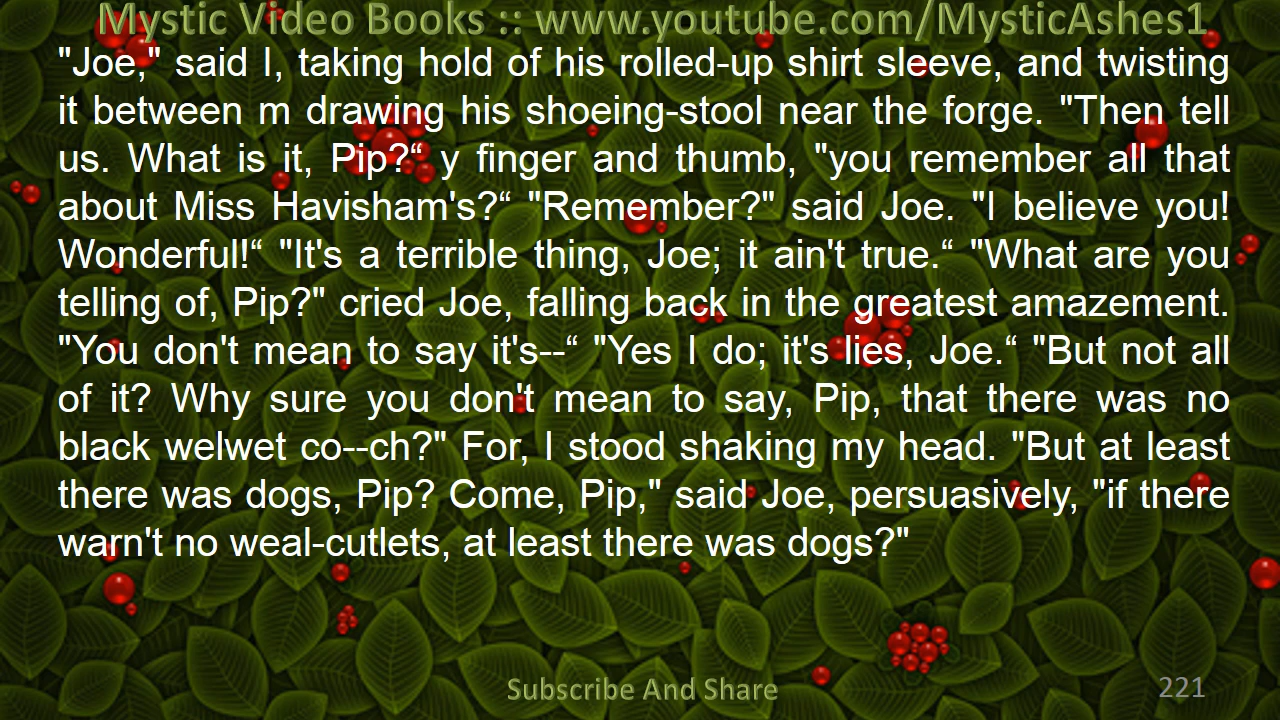 Mystic Video Books :: www.youtube.com/MysticAshes1
"Joe," said I, taking hold of his rolled-up shirt sleeve, and twisting
it between m drawing his shoeing-stool near the forge. "Then tell
us. What is it, Pip?“ y finger and thumb, "you remember all that
about Miss Havisham's?“ "Remember?" said Joe. "I believe you!
Wonderful!“ "It's a terrible thing, Joe; it ain't true.“ "What are you
telling of, Pip?" cried Joe, falling back in the greatest amazement.
"You don't mean to say it's--“ "Yes I do; it's lies, Joe.“ "But not all
of it? Why sure you don't mean to say, Pip, that there was no
black welwet co--ch?" For, I stood shaking my head. "But at least
there was dogs, Pip? Come, Pip," said Joe, persuasively, "if there
warn't no weal-cutlets, at least there was dogs?"
Subscribe And Share
221